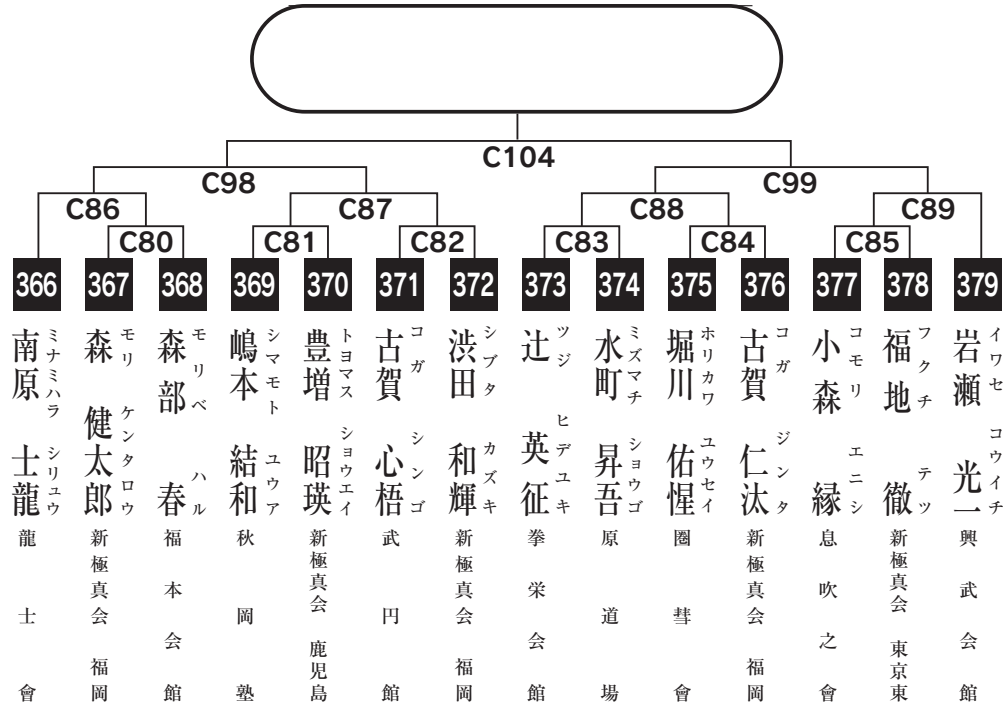 C104
C98
C99
C86
C87
C88
C89
C80
C81
C82
C83
C84
C85
366
367
368
369
370
371
372
373
374
375
376
377
378
379
南原 士龍
ミナミハラ シリュウ
龍士會
森 健太郎
モリ ケンタロウ
新極真会 福岡
森部 春
モリベ ハル
福本会館
嶋本 結和
シマモト ユウア
秋岡塾
豊増 昭瑛
トヨマス ショウエイ
新極真会 鹿児島
古賀 心梧
コガ シンゴ
武円館
渋田 和輝
シブタ カズキ
新極真会 福岡
辻 英征
ツジ ヒデユキ
拳栄会館
水町 昇吾
ミズマチ ショウゴ
原道場
堀川 佑惺
ホリカワ ユウセイ
圏彗會
古賀 仁汰
コガ ジンタ
新極真会 福岡
小森 縁
コモリ エニシ
息吹之會
福地 徹
フクチ テツ
新極真会 東京東
岩瀬 光一
イワセ コウイチ
興武会館